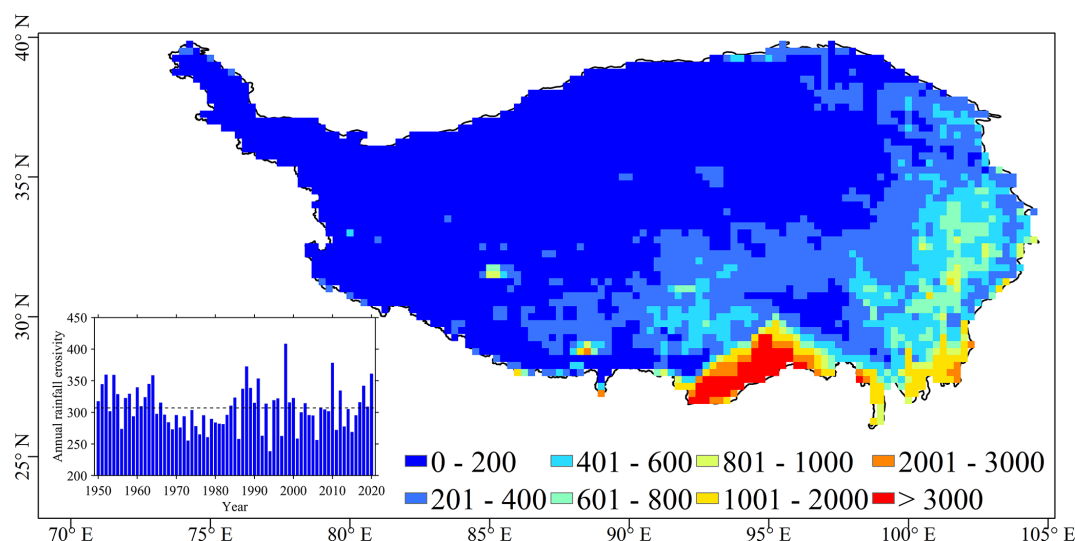 40° N
35° N
30° N
25° N
450
400
350
300
250
200
Annual rainfall erosivity
1950 1960 1970 1980 1990 2000 2010 2020
Year
0 - 200 401 - 600 801 - 1000 2001 - 3000
201 - 400 601 - 800 1001 - 2000 > 3000
70° E 75° E 80° E 85° E 90° E 95° E 100° E 105° E